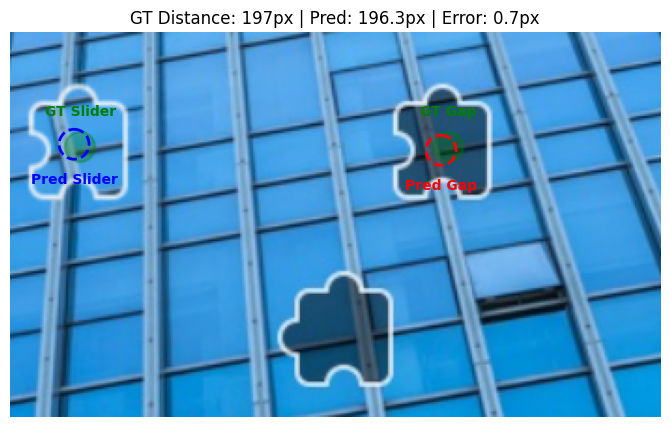 GT Distance: 197px | Pred: 196.3px | Error: 0.7px
GT Slider
GT Gap
Pred Slider
Pred Gap